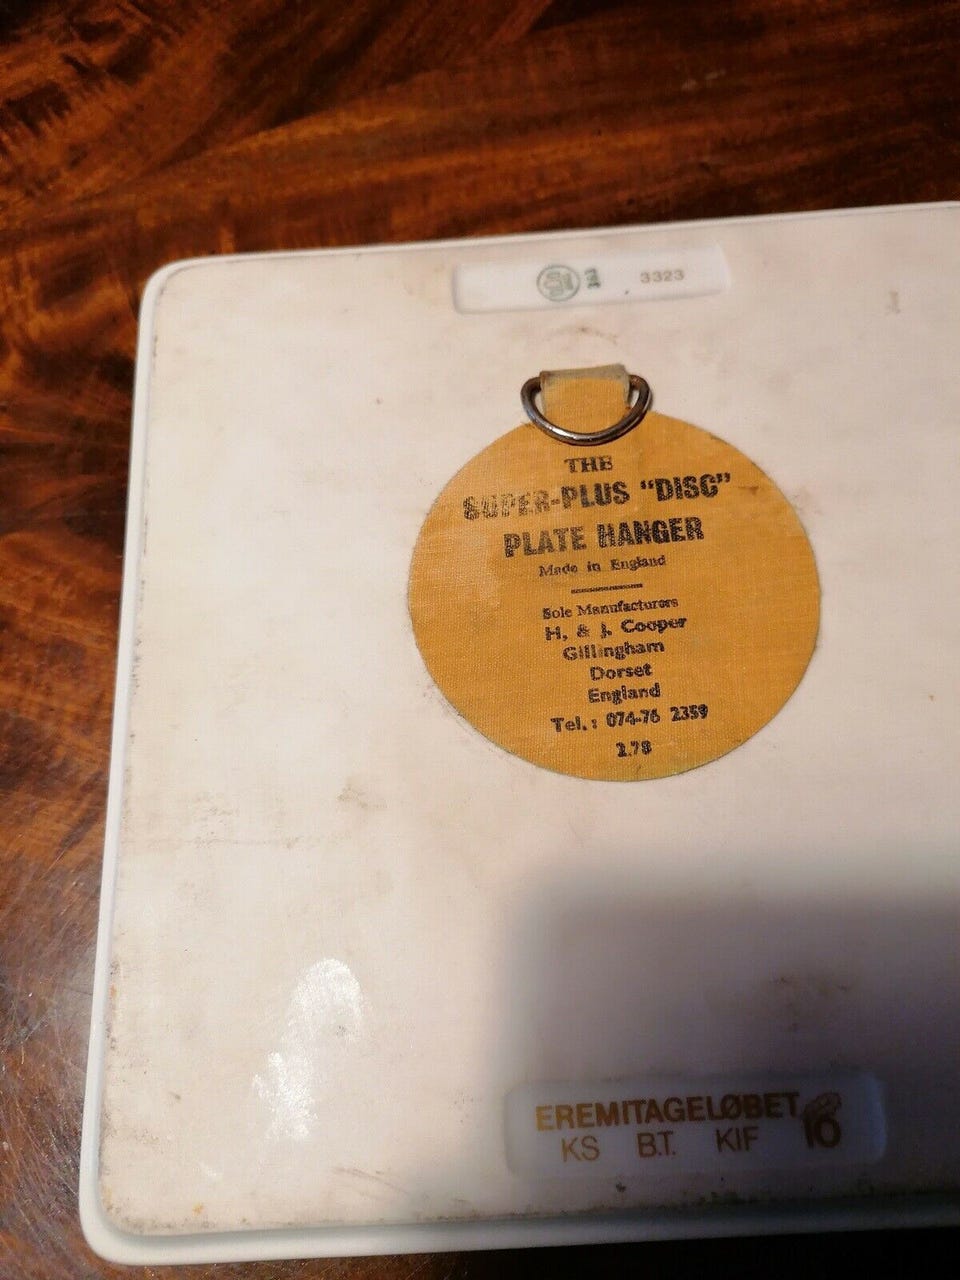 3323
THE
SUPER-PLUS "DISC"
PLATE HANGER
Made in England
Sole Manufacturers
H. & J. Cooper
Gillingham
Dorset
England
Tel.: 074-76 2359
2.78
EREMITAGELØBET
KS B.T. KIF 10